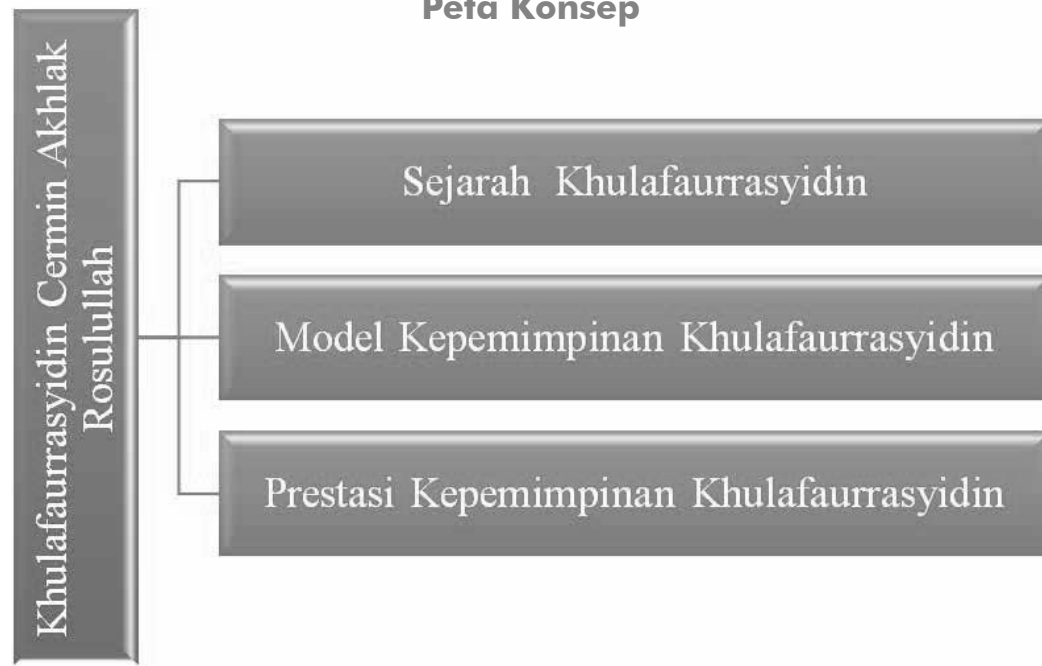 Peta Konsep
Khulafaurrasyidin Cermin Akhlak
Rosulullah
Sejarah Khulafaurrasyidin
Model Kepemimpinan Khulafaurrasyidin
Prestasi Kepemimpinan Khulafaurrasyidin